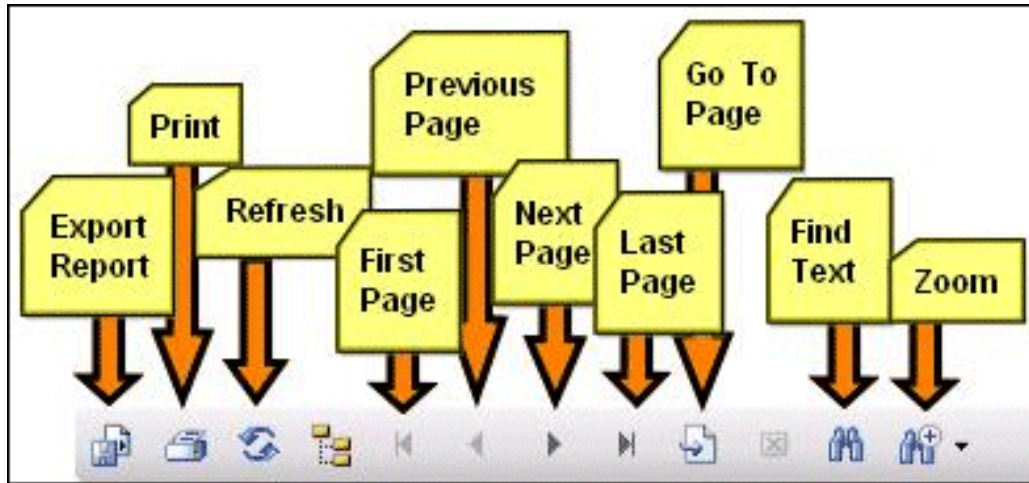 Export
Report
Print
Refresh
First
Page
Previous
Page
Next
Page
Last
Page
Go To
Page
Find
Text
Zoom